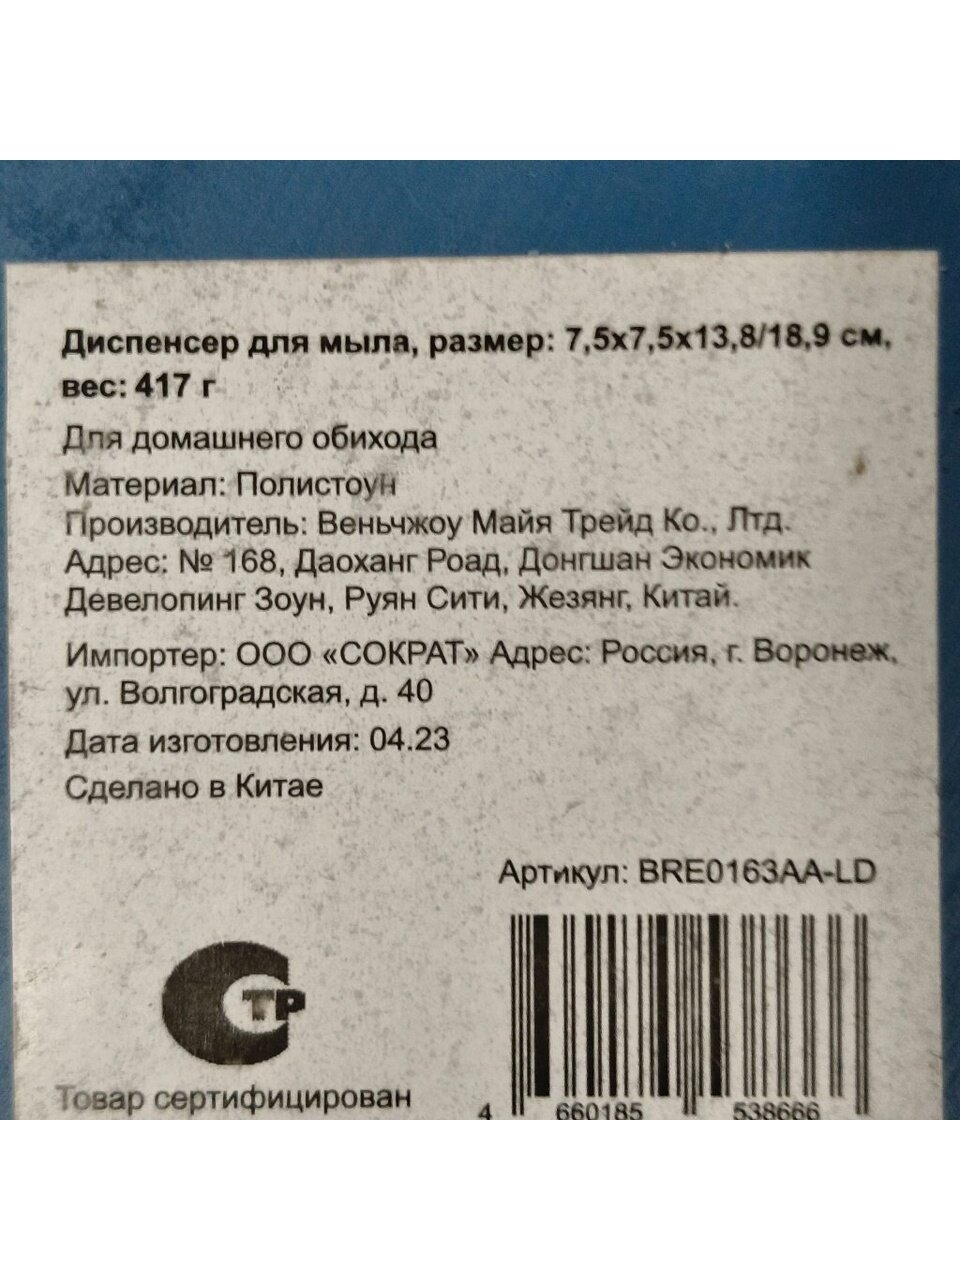 Диспенсер для мыла, размер: 7,5x7,5x13,8/18,9 см,
вес: 417 г
Для домашнего обихода
Материал: Полистоун
Производитель: Веньчжоу Майя Трейд Ко., Лтд.
Адрес: № 168, Даоханг Роад, Донгшан Экономик
Девелопинг Зоун, Руян Сити, Жезянг, Китай.
Импортер: ООО «СОКРАТ» Адрес: Россия, г. Воронеж,
ул. Волгоградская, д. 40
Дата изготовления: 04.23
Сделано в Китае
Артикул: BRE0163AA-LD
ТР
Товар сертифицирован
4 660185 538666